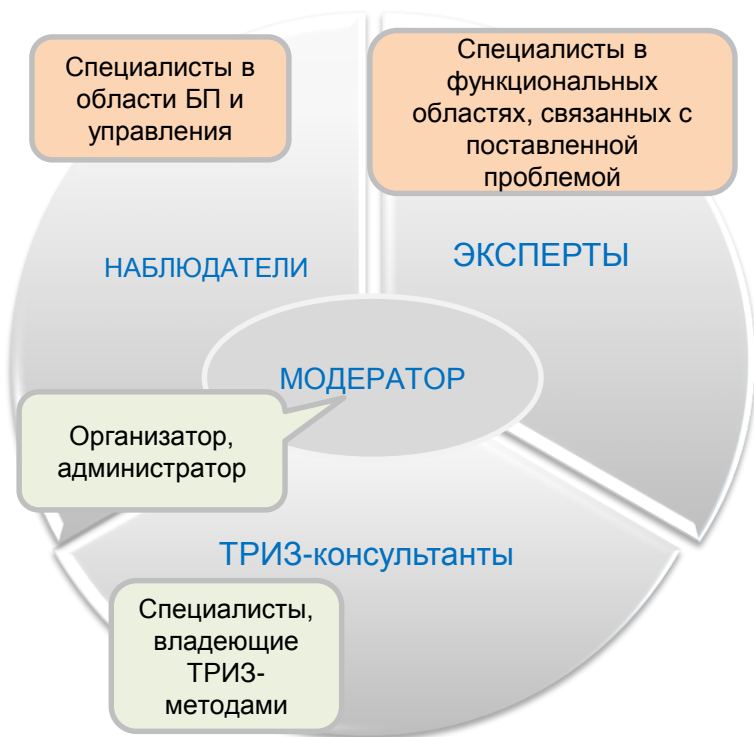 Специалисты в
области БП и
управления
Специалисты в
функциональных
областях, связанных с
поставленной
проблемой
НАБЛЮДАТЕЛИ
ЭКСПЕРТЫ
МОДЕРАТОР
Организатор,
администратор
ТРИЗ-консультанты
Специалисты,
владеющие
ТРИЗ-
методами